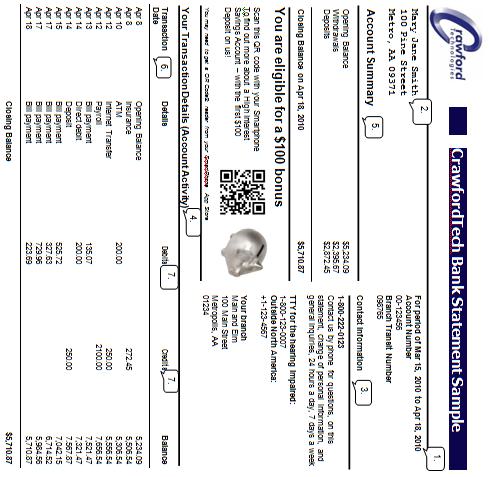 Crawford
Technologies
CrawfordTech Bank Statement Sample
Mary Jane Smith
100 Pine Street
Metro, AA 09371
2.
For period of Mar 15, 2010 to Apr 18, 2010
1.
Account Number
00-123456
Branch Transit Number
098765
Account Summary
5.
Opening Balance $5,234.09
Withdrawals $2,395.67
Deposits $2,872.45
Closing Balance on Apr 18, 2010 $5,710.87
Contact Information
3.
1-800-222-0123
Contact us by phone for questions, on this
statement, change of personal information, and
general inquiries, 24 hours a day, 7 days a week
TTY for the hearing impaired:
1-800-123-0007
Outside North America:
+1-123-4567
Your branch
Main and Elm
100 Main Street
Metropolis, AA
01234
You are eligible for a $100 bonus
Scan this QR code with your Smartphone
To find out more about a High Interest
Savings Account – with the first $100
Deposit on us!
You may need to get a QR Code reader from your App Store
Your Transaction Details (Account Activity)
4.
Transaction Date
6.
Details
Debits
7.
Credits
7.
Balance
Opening Balance 5,234.09
Apr 8 Insurance 272.45 5,506.54
Apr 10 ATM 200.00 5,306.54
Apr 12 Internet Transfer 250.00 5,556.54
Apr 12 Payroll 2100.00 7,656.54
Apr 13 Bill payment 135.07 7,521.47
Apr 14 Direct debit 200.00 7,321.47
Apr 14 Deposit 250.00 7,567.87
Apr 15 Bill payment 525.72 7,042.15
Apr 17 Bill payment 327.63 6,714.52
Apr 17 Bill payment 729.96 5,984.56
Apr 18 Bill payment 223.69 5,710.87
Closing Balance $5,710.87